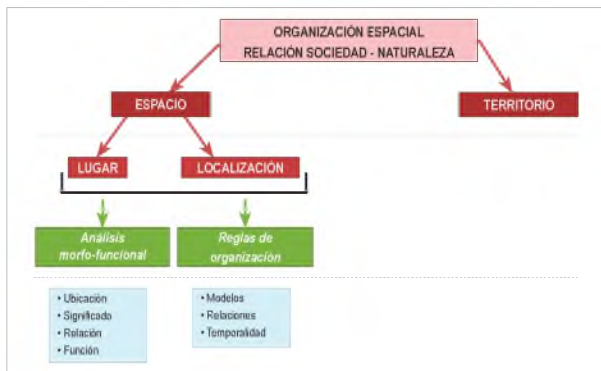 ORGANIZACIÓN ESPACIAL
RELACIÓN SOCIEDAD - NATURALEZA
ESPACIO
TERRITORIO
LUGAR
LOCALIZACIÓN
Análisis
morfo-funcional
Reglas de
organización
• Ubicación
• Significado
• Relación
• Función
• Modelos
• Relaciones
• Temporalidad